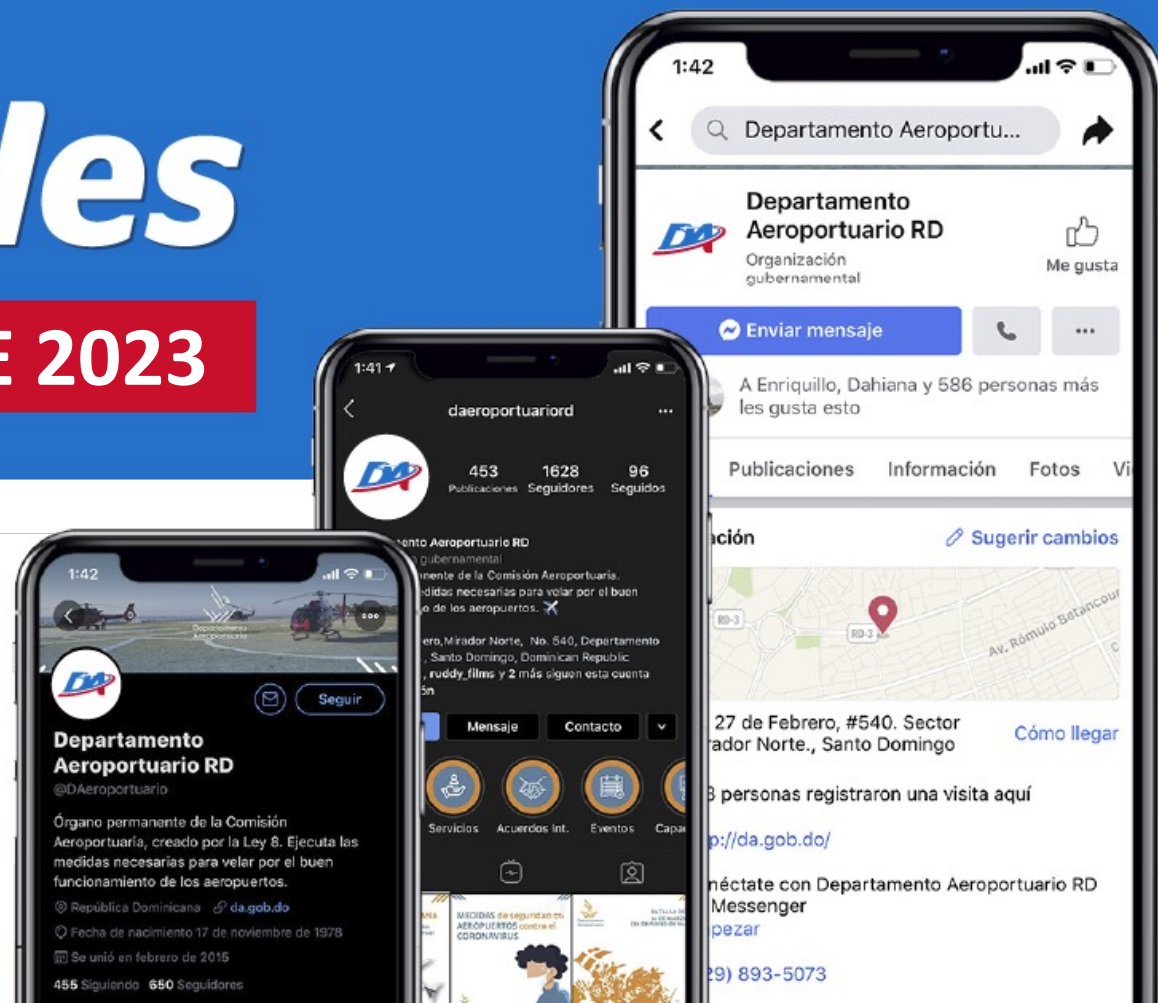 les
E 2023
1:42
Seguir
Departamento
Aeroportuario RD
@DAeroportuario
Órgano permanente de la Comisión
Aeroportuaria, creado por la Ley 8. Ejecuta las
medidas necesarias para velar por el buen
funcionamiento de los aeropuertos.
República Dominicana da.gob.do
Fecha de nacimiento 17 de noviembre de 1978
Se unió en febrero de 2015
455 Siguiendo 650 Seguidores
1:41
daeroportuariord
DA
453 1628 96
Publicaciones Seguidores Seguidos
ento Aeroportuario RD
gubernamental
nente de la Comisión Aeroportuaria.
edidas necesarias para velar por el buen
o de los aeropuertos.
ero,Mirador Norte, No. 540, Departamento
, Santo Domingo, Dominican Republic
, ruddy_films y 2 más siguen esta cuenta
ón
Mensaje Contacto
Servicios Acuerdos Int. Eventos Capac
MEDIDAS de seguridad en
AEROPUERTOS contra el
CORONAVIRUS
1:42
Departamento Aeroportu...
DA
Departamento
Aeroportuario RD
Organización
gubernamental
Me gusta
Enviar mensaje
A Enriquillo, Dahiana y 586 personas más
les gusta esto
Publicaciones Información Fotos Vi
ación Sugerir cambios
RD-3
RD-3
Av. Rómulo Betancour
27 de Febrero, #540. Sector
rador Norte., Santo Domingo
Cómo llegar
3 personas registraron una visita aquí
p://da.gob.do/
néctate con Departamento Aeroportuario RD
Messenger
pezar
29) 893-5073